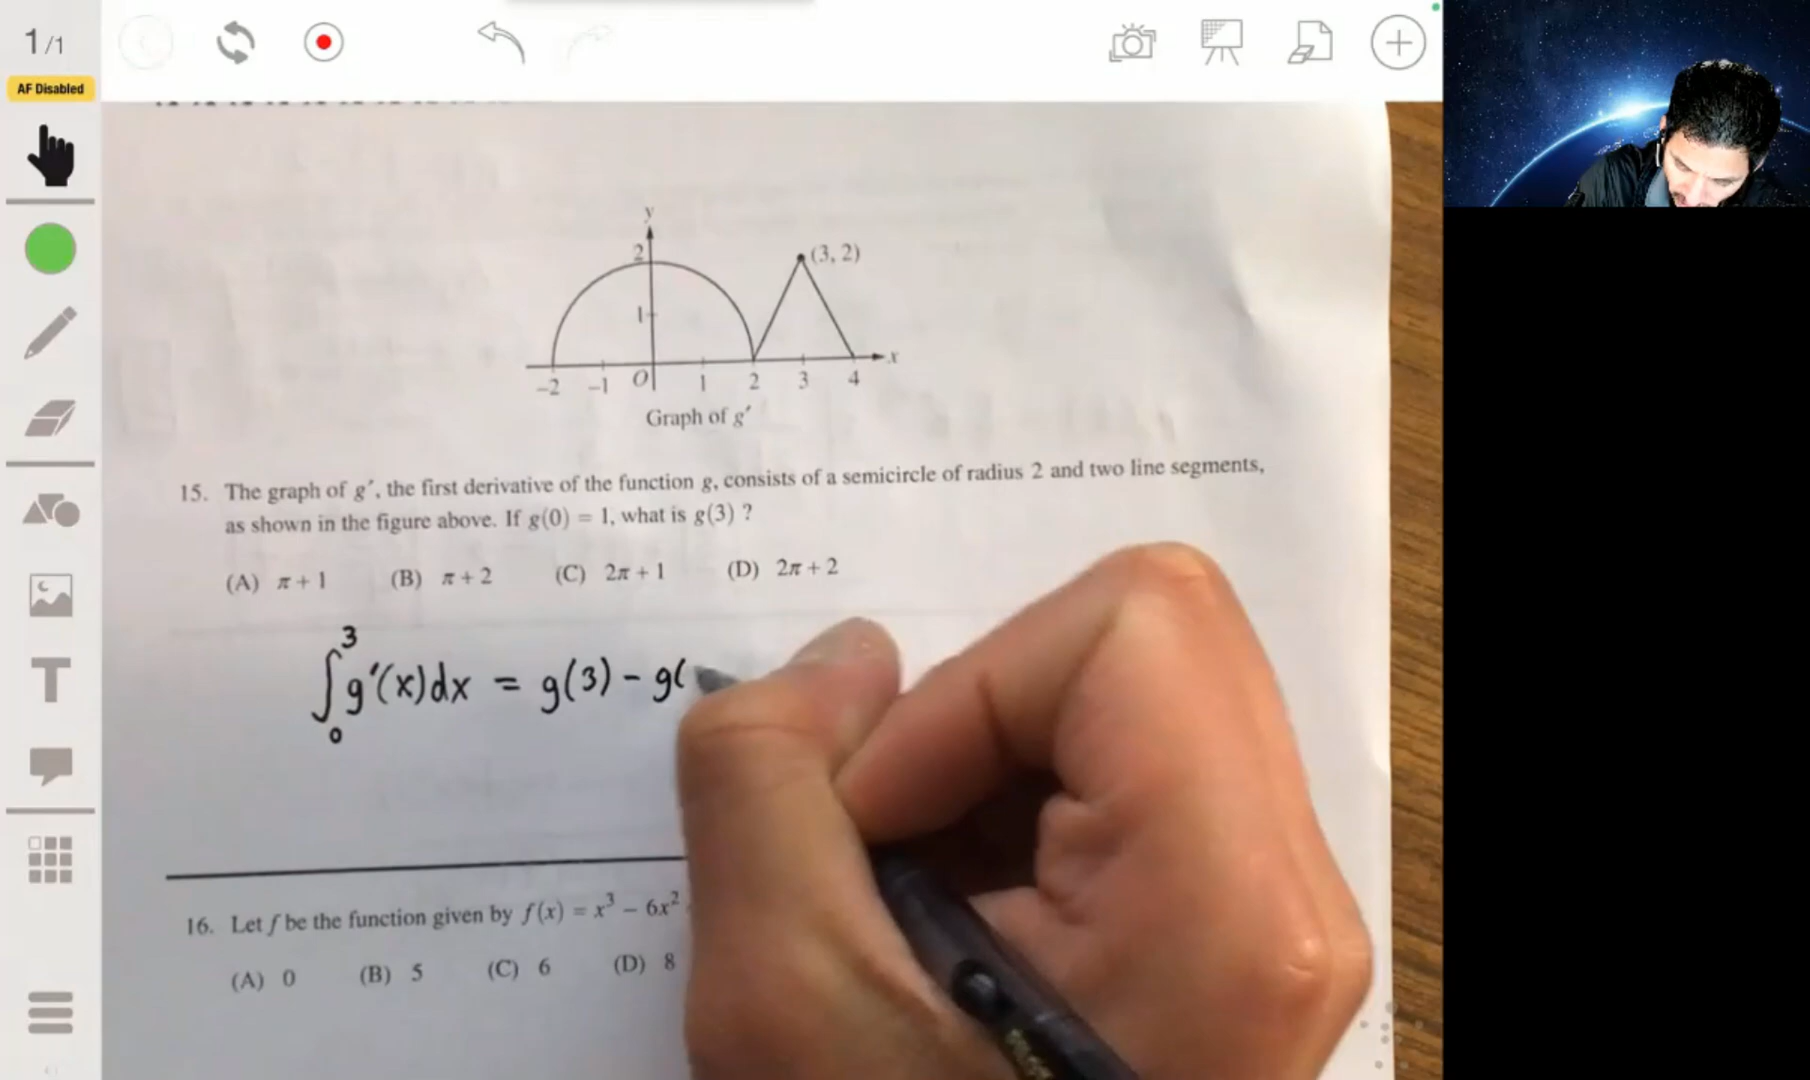 1/1
AF Disabled
T
y
2
(3, 2)
1
x
-2 -1 O 1 2 3 4
Graph of g′
15. The graph of g′, the first derivative of the function g, consists of a semicircle of radius 2 and two line segments,
as shown in the figure above. If g(0) = 1, what is g(3) ?
(A) π + 1 (B) π + 2 (C) 2π + 1 (D) 2π + 2
∫₀³ g′(x)dx = g(3) - g(
16. Let f be the function given by f(x) = x³ - 6x²
(A) 0 (B) 5 (C) 6 (D) 8